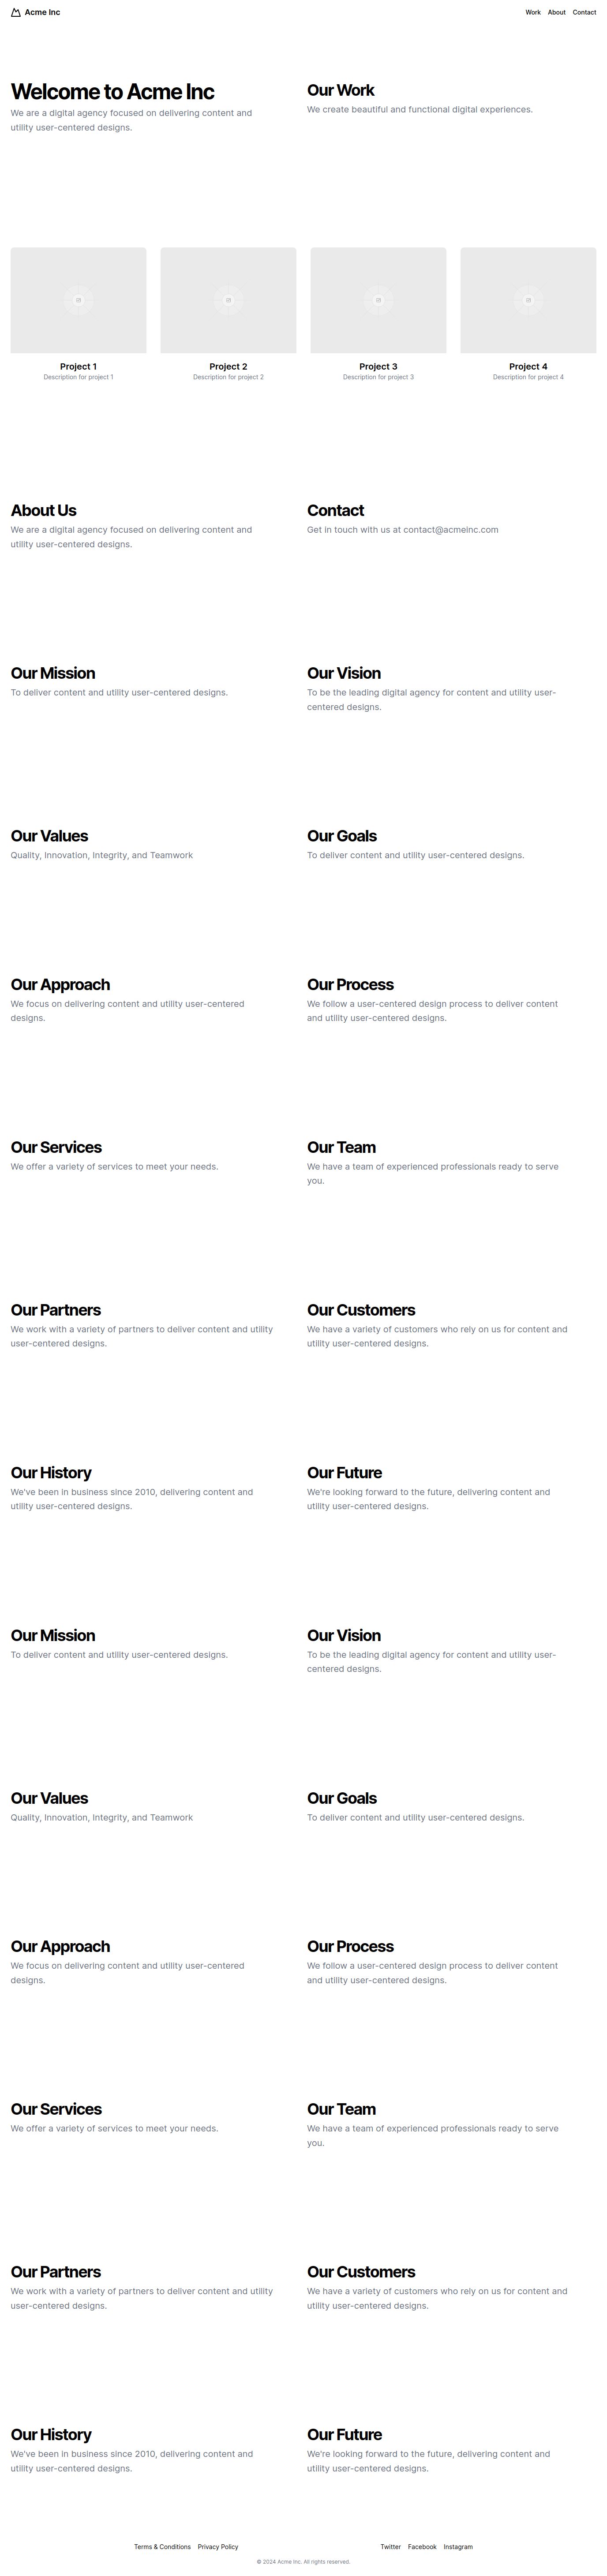 Acme Inc
Work About Contact
Welcome to Acme Inc
We are a digital agency focused on delivering content and
utility user-centered designs.
Our Work
We create beautiful and functional digital experiences.
Project 1
Description for project 1
Project 2
Description for project 2
Project 3
Description for project 3
Project 4
Description for project 4
About Us
We are a digital agency focused on delivering content and
utility user-centered designs.
Contact
Get in touch with us at contact@acmeinc.com
Our Mission
To deliver content and utility user-centered designs.
Our Vision
To be the leading digital agency for content and utility user-
centered designs.
Our Values
Quality, Innovation, Integrity, and Teamwork
Our Goals
To deliver content and utility user-centered designs.
Our Approach
We focus on delivering content and utility user-centered
designs.
Our Process
We follow a user-centered design process to deliver content
and utility user-centered designs.
Our Services
We offer a variety of services to meet your needs.
Our Team
We have a team of experienced professionals ready to serve
you.
Our Partners
We work with a variety of partners to deliver content and utility
user-centered designs.
Our Customers
We have a variety of customers who rely on us for content and
utility user-centered designs.
Our History
We've been in business since 2010, delivering content and
utility user-centered designs.
Our Future
We're looking forward to the future, delivering content and
utility user-centered designs.
Our Mission
To deliver content and utility user-centered designs.
Our Vision
To be the leading digital agency for content and utility user-
centered designs.
Our Values
Quality, Innovation, Integrity, and Teamwork
Our Goals
To deliver content and utility user-centered designs.
Our Approach
We focus on delivering content and utility user-centered
designs.
Our Process
We follow a user-centered design process to deliver content
and utility user-centered designs.
Our Services
We offer a variety of services to meet your needs.
Our Team
We have a team of experienced professionals ready to serve
you.
Our Partners
We work with a variety of partners to deliver content and utility
user-centered designs.
Our Customers
We have a variety of customers who rely on us for content and
utility user-centered designs.
Our History
We've been in business since 2010, delivering content and
utility user-centered designs.
Our Future
We're looking forward to the future, delivering content and
utility user-centered designs.
Terms & Conditions Privacy Policy
Twitter Facebook Instagram
© 2024 Acme Inc. All rights reserved.